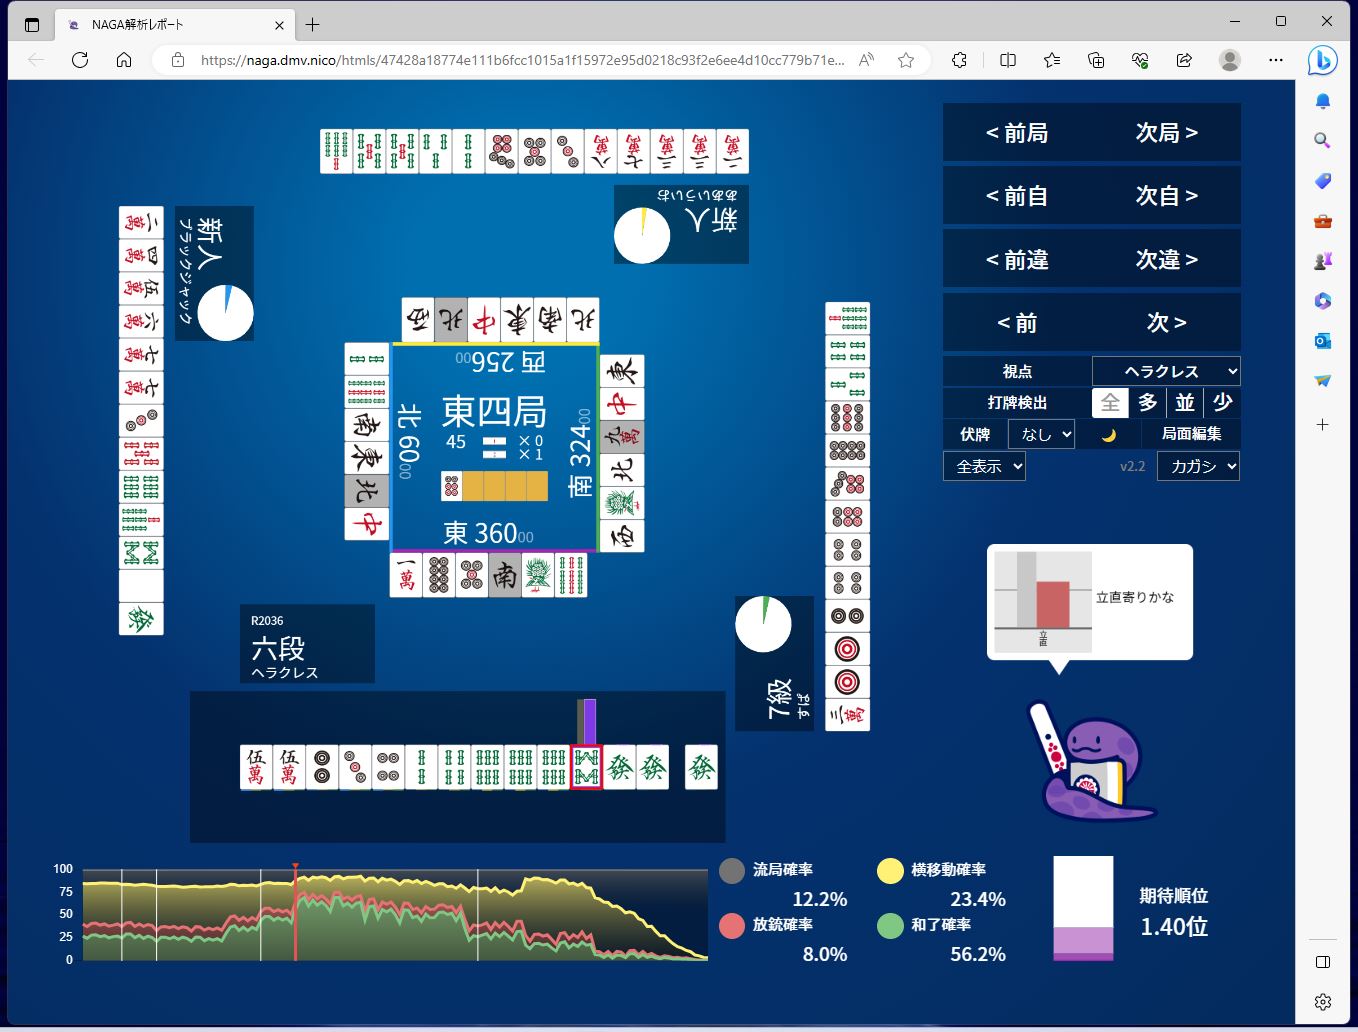 NAGA解析レポート
https://naga.dmv.nico/htmls/47428a18774e111b6fcc1015a1f15972e95d0218c93f2e6ee4d10cc779b71e...
< 前局 次局 >
< 前自 次自 >
< 前違 次違 >
< 前 次 >
視点 ヘラクレス
打牌検出 全 多 並 少
伏牌 なし 局面編集
全表示 v2.2 カガシ
新人
ああいういお
新人
ブラックジャック
西 25600
北 06000
東四局
45 × 0
× 1
南 32400
東 36000
R2036
六段
ヘラクレス
7級
立直寄りかな
立直
100
75
50
25
0
流局確率
12.2%
横移動確率
23.4%
放銃確率
8.0%
和了確率
56.2%
期待順位
1.40位